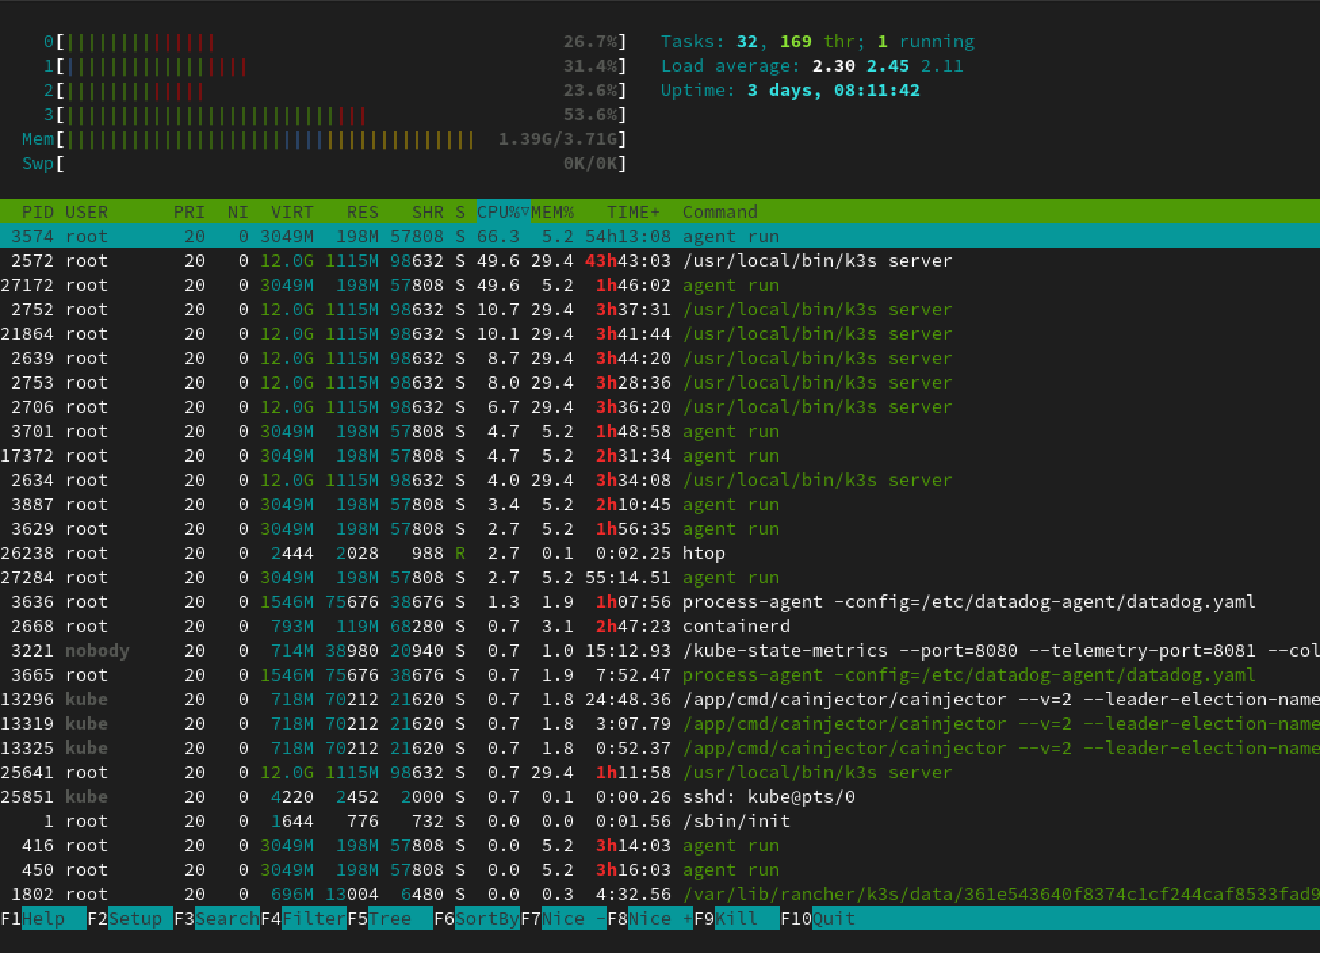 0[||||||||||||||                                26.7%]   Tasks: 32, 169 thr; 1 running
1[|||||||||||||||||                             31.4%]   Load average: 2.30 2.45 2.11
2[|||||||||||||                                 23.6%]   Uptime: 3 days, 08:11:42
3[||||||||||||||||||||||||||||                  53.6%]
Mem[||||||||||||||||||||||||||||||||||||||  1.39G/3.71G]
Swp[                                            0K/0K]
PID USER PRI NI VIRT RES SHR S CPU%▽MEM% TIME+ Command
3574 root 20 0 3049M 198M 57808 S 66.3 5.2 54h13:08 agent run
2572 root 20 0 12.0G 1115M 98632 S 49.6 29.4 43h43:03 /usr/local/bin/k3s server
27172 root 20 0 3049M 198M 57808 S 49.6 5.2 1h46:02 agent run
2752 root 20 0 12.0G 1115M 98632 S 10.7 29.4 3h37:31 /usr/local/bin/k3s server
21864 root 20 0 12.0G 1115M 98632 S 10.1 29.4 3h41:44 /usr/local/bin/k3s server
2639 root 20 0 12.0G 1115M 98632 S 8.7 29.4 3h44:20 /usr/local/bin/k3s server
2753 root 20 0 12.0G 1115M 98632 S 8.0 29.4 3h28:36 /usr/local/bin/k3s server
2706 root 20 0 12.0G 1115M 98632 S 6.7 29.4 3h36:20 /usr/local/bin/k3s server
3701 root 20 0 3049M 198M 57808 S 4.7 5.2 1h48:58 agent run
17372 root 20 0 3049M 198M 57808 S 4.7 5.2 2h31:34 agent run
2634 root 20 0 12.0G 1115M 98632 S 4.0 29.4 3h34:08 /usr/local/bin/k3s server
3887 root 20 0 3049M 198M 57808 S 3.4 5.2 2h10:45 agent run
3629 root 20 0 3049M 198M 57808 S 2.7 5.2 1h56:35 agent run
26238 root 20 0 2444 2028 988 R 2.7 0.1 0:02.25 htop
27284 root 20 0 3049M 198M 57808 S 2.7 5.2 55:14.51 agent run
3636 root 20 0 1546M 75676 38676 S 1.3 1.9 1h07:56 process-agent -config=/etc/datadog-agent/datadog.yaml
2668 root 20 0 793M 119M 68280 S 0.7 3.1 2h47:23 containerd
3221 nobody 20 0 714M 38980 20940 S 0.7 1.0 15:12.93 /kube-state-metrics --port=8080 --telemetry-port=8081 --col
3665 root 20 0 1546M 75676 38676 S 0.7 1.9 7:52.47 process-agent -config=/etc/datadog-agent/datadog.yaml
13296 kube 20 0 718M 70212 21620 S 0.7 1.8 24:48.36 /app/cmd/cainjector/cainjector --v=2 --leader-election-name
13319 kube 20 0 718M 70212 21620 S 0.7 1.8 3:07.79 /app/cmd/cainjector/cainjector --v=2 --leader-election-name
13325 kube 20 0 718M 70212 21620 S 0.7 1.8 0:52.37 /app/cmd/cainjector/cainjector --v=2 --leader-election-name
25641 root 20 0 12.0G 1115M 98632 S 0.7 29.4 1h11:58 /usr/local/bin/k3s server
25851 kube 20 0 4220 2452 2000 S 0.7 0.1 0:00.26 sshd: kube@pts/0
1 root 20 0 1644 776 732 S 0.0 0.0 0:01.56 /sbin/init
416 root 20 0 3049M 198M 57808 S 0.0 5.2 3h14:03 agent run
450 root 20 0 3049M 198M 57808 S 0.0 5.2 3h16:03 agent run
1802 root 20 0 696M 13004 6480 S 0.0 0.3 4:32.56 /var/lib/rancher/k3s/data/361e543640f8374c1cf244caf8533fad9
F1Help F2Setup F3SearchF4FilterF5Tree F6SortByF7Nice -F8Nice +F9Kill F10Quit